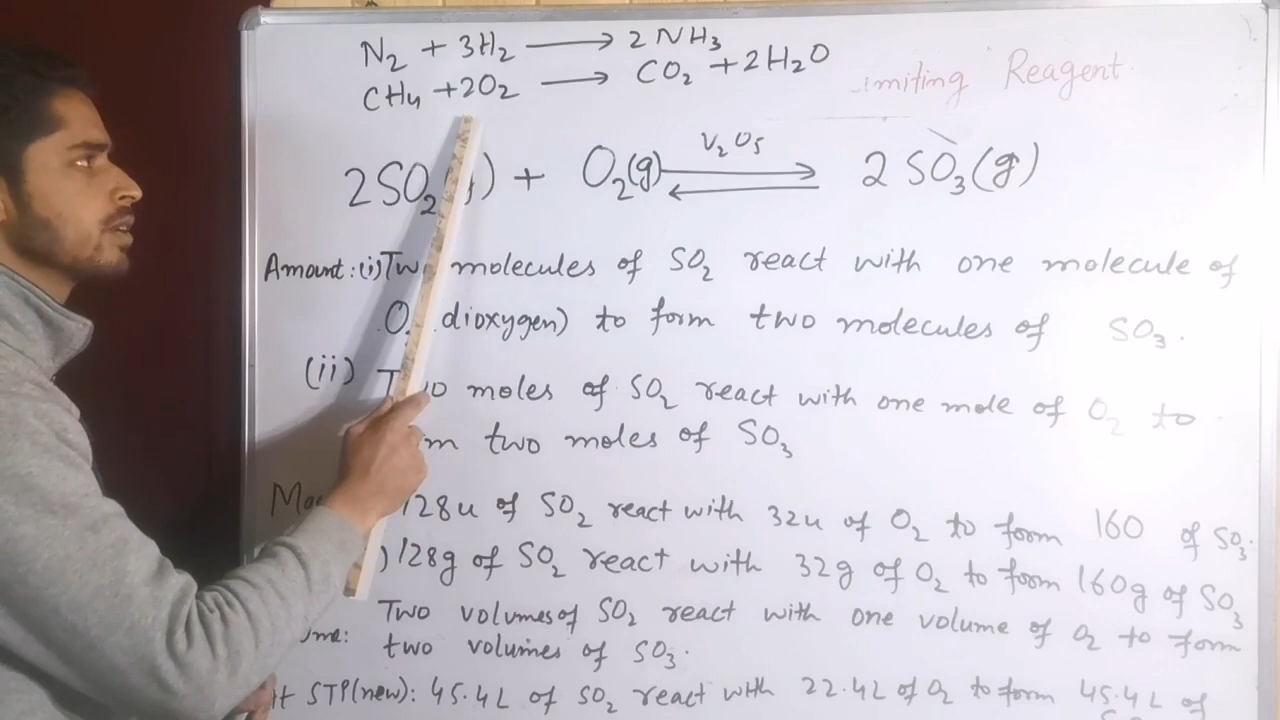 N₂ + 3H₂ ⟶ 2NH₃
CH₄ + 2O₂ ⟶ CO₂ + 2H₂O
Reagent.
2SO₂ ) + O₂(g) ⇌ 2SO₃(g)
V₂O₅
Amount: (i) Two molecules of SO₂ react with one molecule of
O dioxygen) to form two molecules of SO₃.
(ii) Two moles of SO₂ react with one mole of O₂ to
two moles of SO₃
128u of SO₂ react with 32u of O₂ to form 160 of SO₃.
) 128g of SO₂ react with 32g of O₂ to form 160g of SO₃
Two volumes of SO₂ react with one volume of O₂ to form
two volumes of SO₃.
STP(new): 45.4L of SO₂ react with 22.4L of O₂ to form 45.4L of